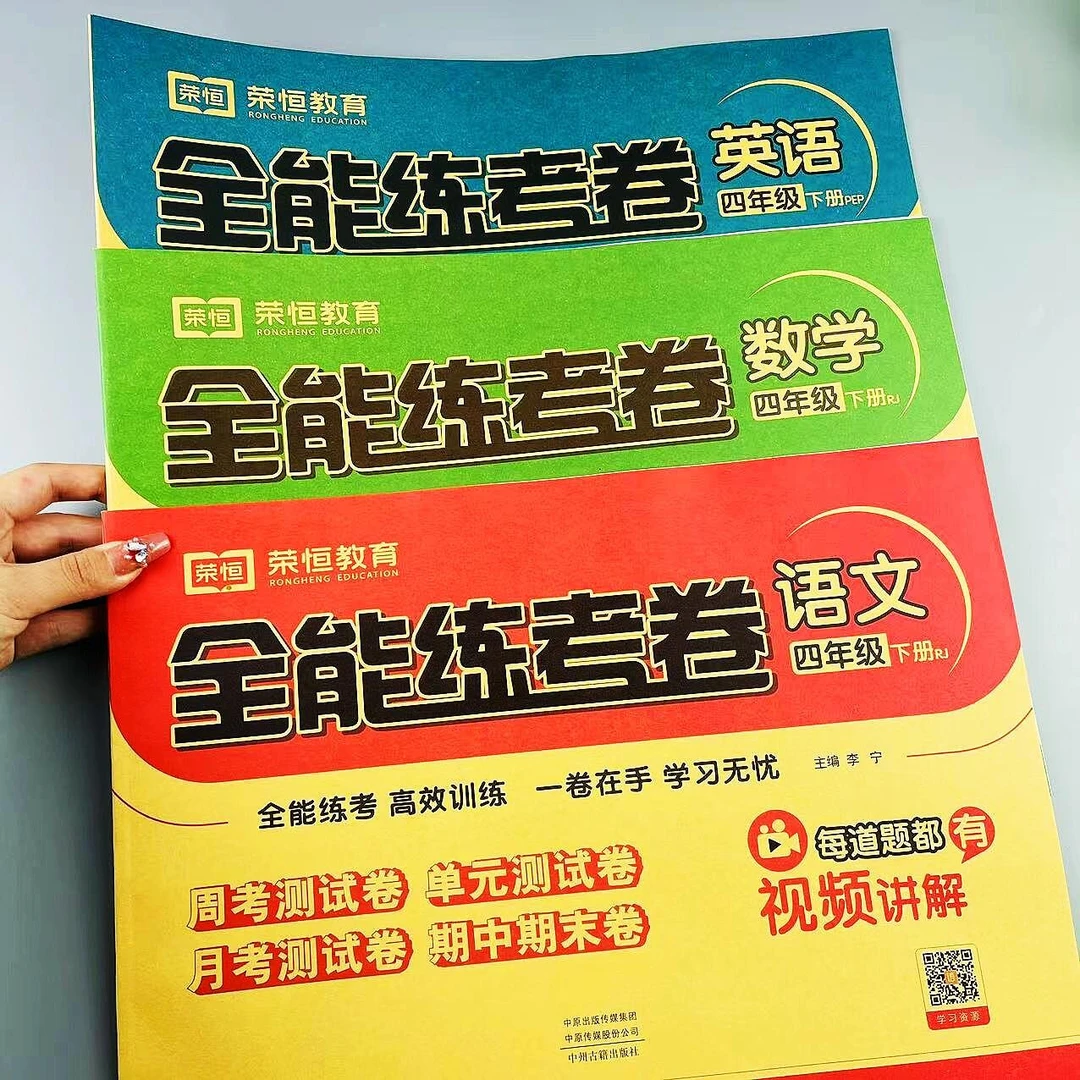 荣恒 荣恒教育
RONGHENG EDUCATION
全能练考卷
英语
四年级 下册PEP
荣恒 荣恒教育
RONGHENG EDUCATION
全能练考卷
数学
四年级 下册RJ
荣恒 荣恒教育
RONGHENG EDUCATION
全能练考卷
语文
四年级 下册RJ
主编 李宁
全能练考 高效训练 一卷在手 学习无忧
每道题都有
视频讲解
周考测试卷 单元测试卷
月考测试卷 期中期末卷
学习资源
中原出版传媒集团
中原传媒股份公司
中州古籍出版社